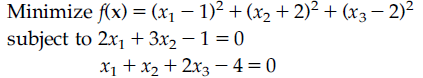 Minimize f(x) = (x₁ − 1)² + (x₂ + 2)² + (x₃ − 2)²
subject to 2x₁ + 3x₂ − 1 = 0
x₁ + x₂ + 2x₃ − 4 = 0